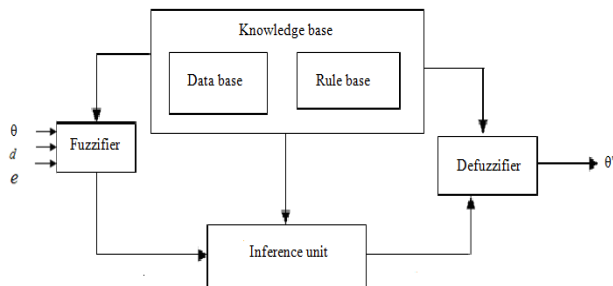 Knowledge base
Data base
Rule base
θ
d
e
Fuzzifier
Defuzzifier
θ'
Inference unit